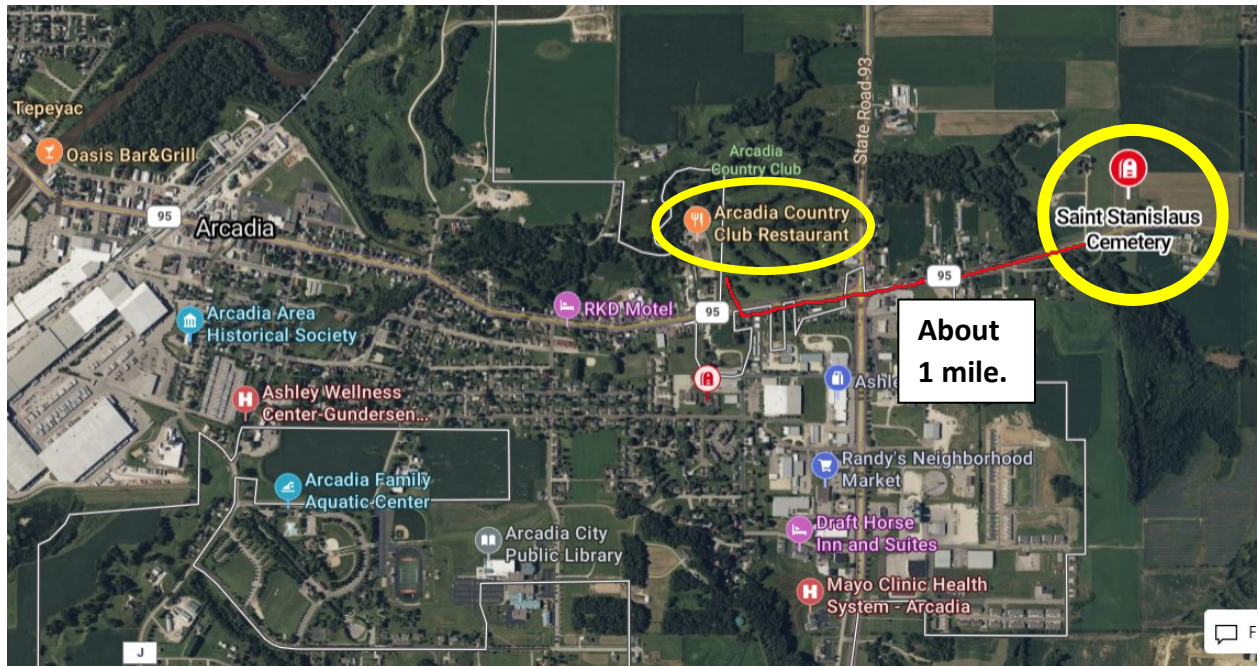 Tepeyac
Oasis Bar&Grill
95
Arcadia
Arcadia
Country Club
Arcadia Country
Club Restaurant
State Road 93
Saint Stanislaus
Cemetery
95
95
About
1 mile.
RKD Motel
Arcadia Area
Historical Society
Ashley Wellness
Center-Gundersen...
Ashle
Arcadia Family
Aquatic Center
Randy's Neighborhood
Market
Arcadia City
Public Library
Draft Horse
Inn and Suites
Mayo Clinic Health
System - Arcadia
J
F